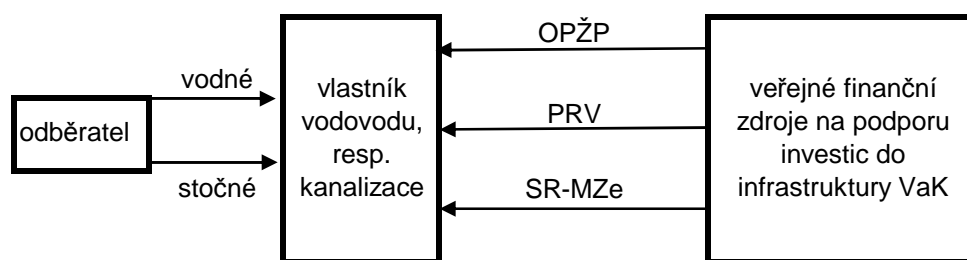 odběratel
vodné
stočné
vlastník
vodovodu,
resp.
kanalizace
OPŽP
PRV
SR-MZe
veřejné finanční
zdroje na podporu
investic do
infrastruktury VaK